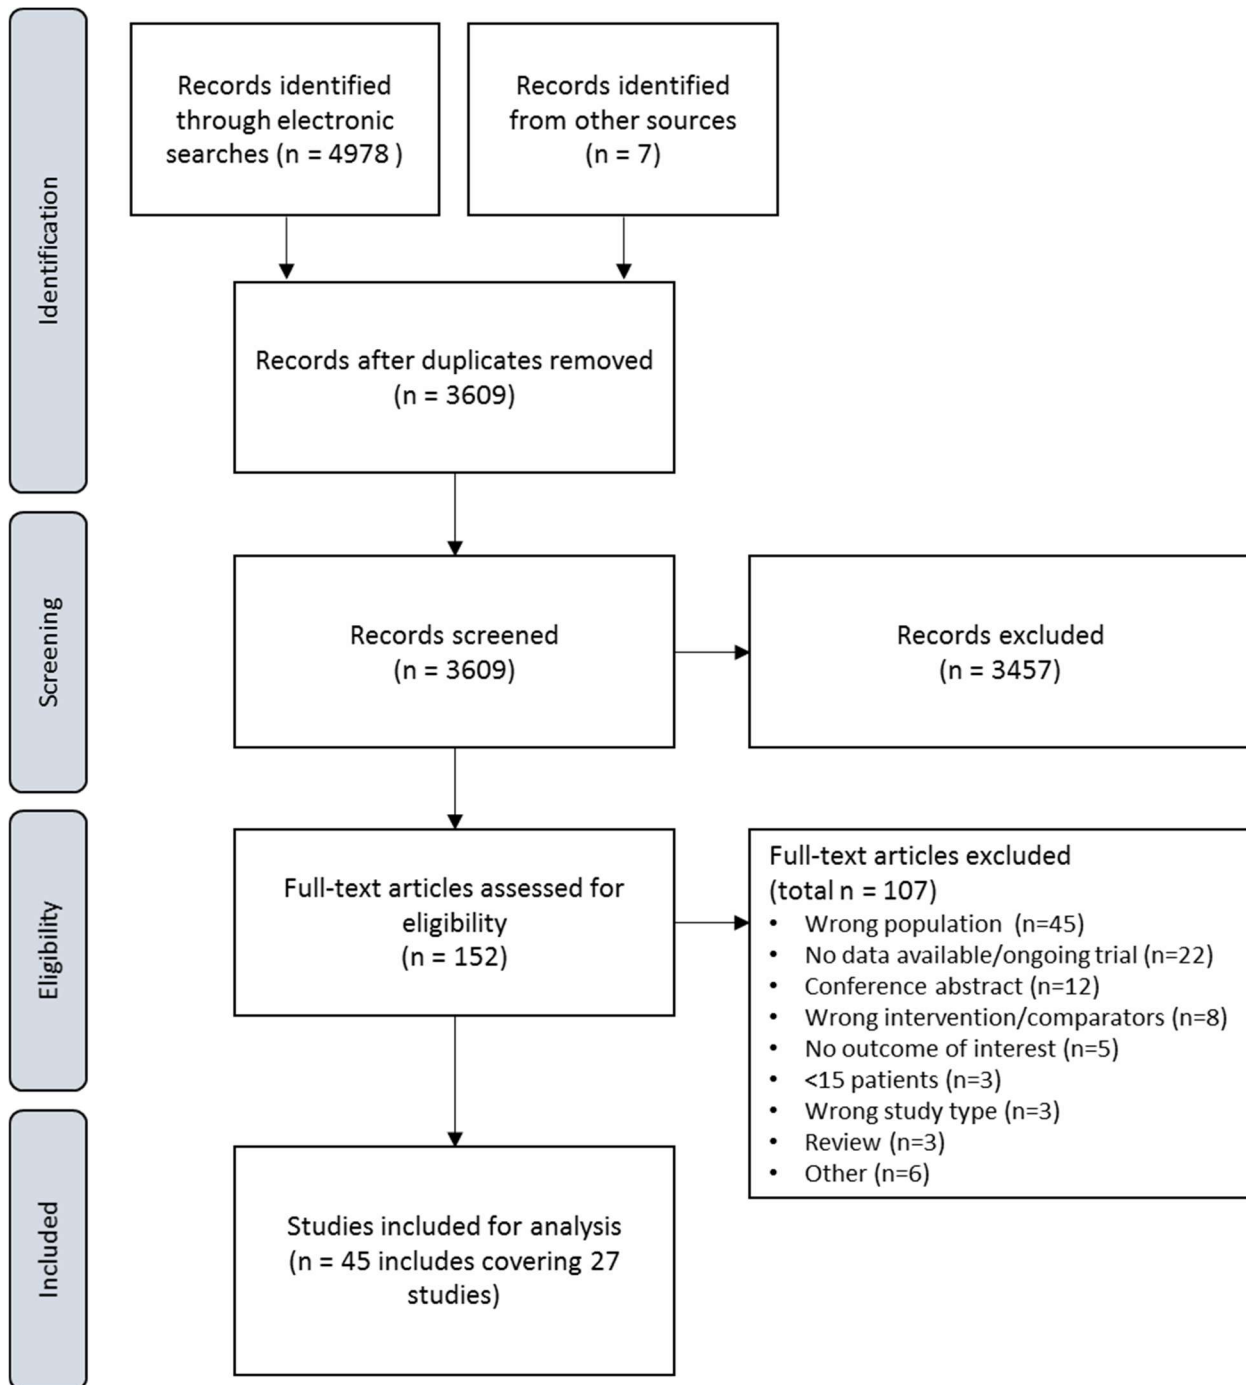 Identification
Records identified
through electronic
searches (n = 4978 )
Records identified
from other sources
(n = 7)
Records after duplicates removed
(n = 3609)
Screening
Records screened
(n = 3609)
Records excluded
(n = 3457)
Eligibility
Full-text articles assessed for
eligibility
(n = 152)
Full-text articles excluded
(total n = 107)
• Wrong population (n=45)
• No data available/ongoing trial (n=22)
• Conference abstract (n=12)
• Wrong intervention/comparators (n=8)
• No outcome of interest (n=5)
• <15 patients (n=3)
• Wrong study type (n=3)
• Review (n=3)
• Other (n=6)
Included
Studies included for analysis
(n = 45 includes covering 27
studies)